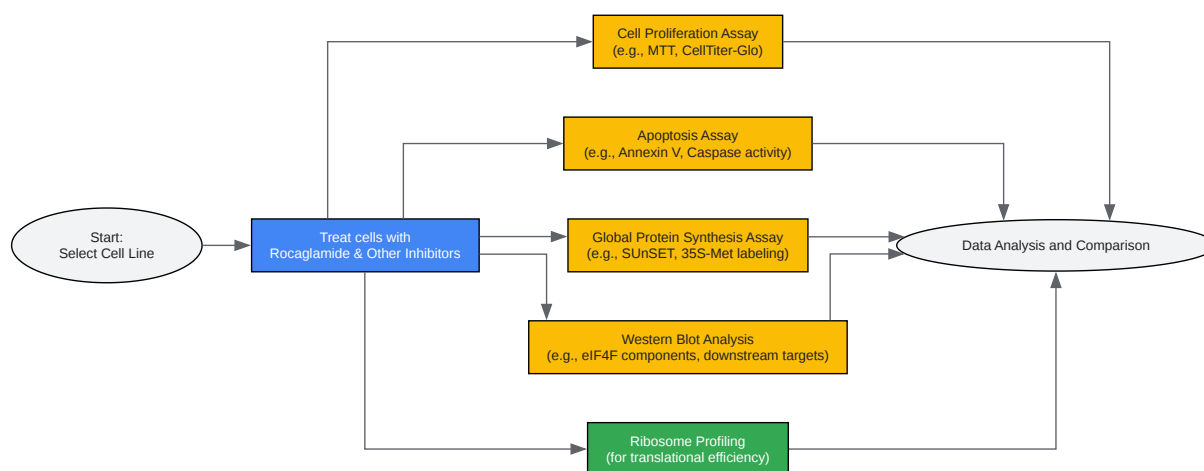 Cell Proliferation Assay
(e.g., MTT, CellTiter-Glo)
Apoptosis Assay
(e.g., Annexin V, Caspase activity)
Start:
Select Cell Line
Treat cells with
Rocaglamide & Other Inhibitors
Global Protein Synthesis Assay
(e.g., SUnSET, 35S-Met labeling)
Data Analysis and Comparison
Western Blot Analysis
(e.g., eIF4F components, downstream targets)
Ribosome Profiling
(for translational efficiency)